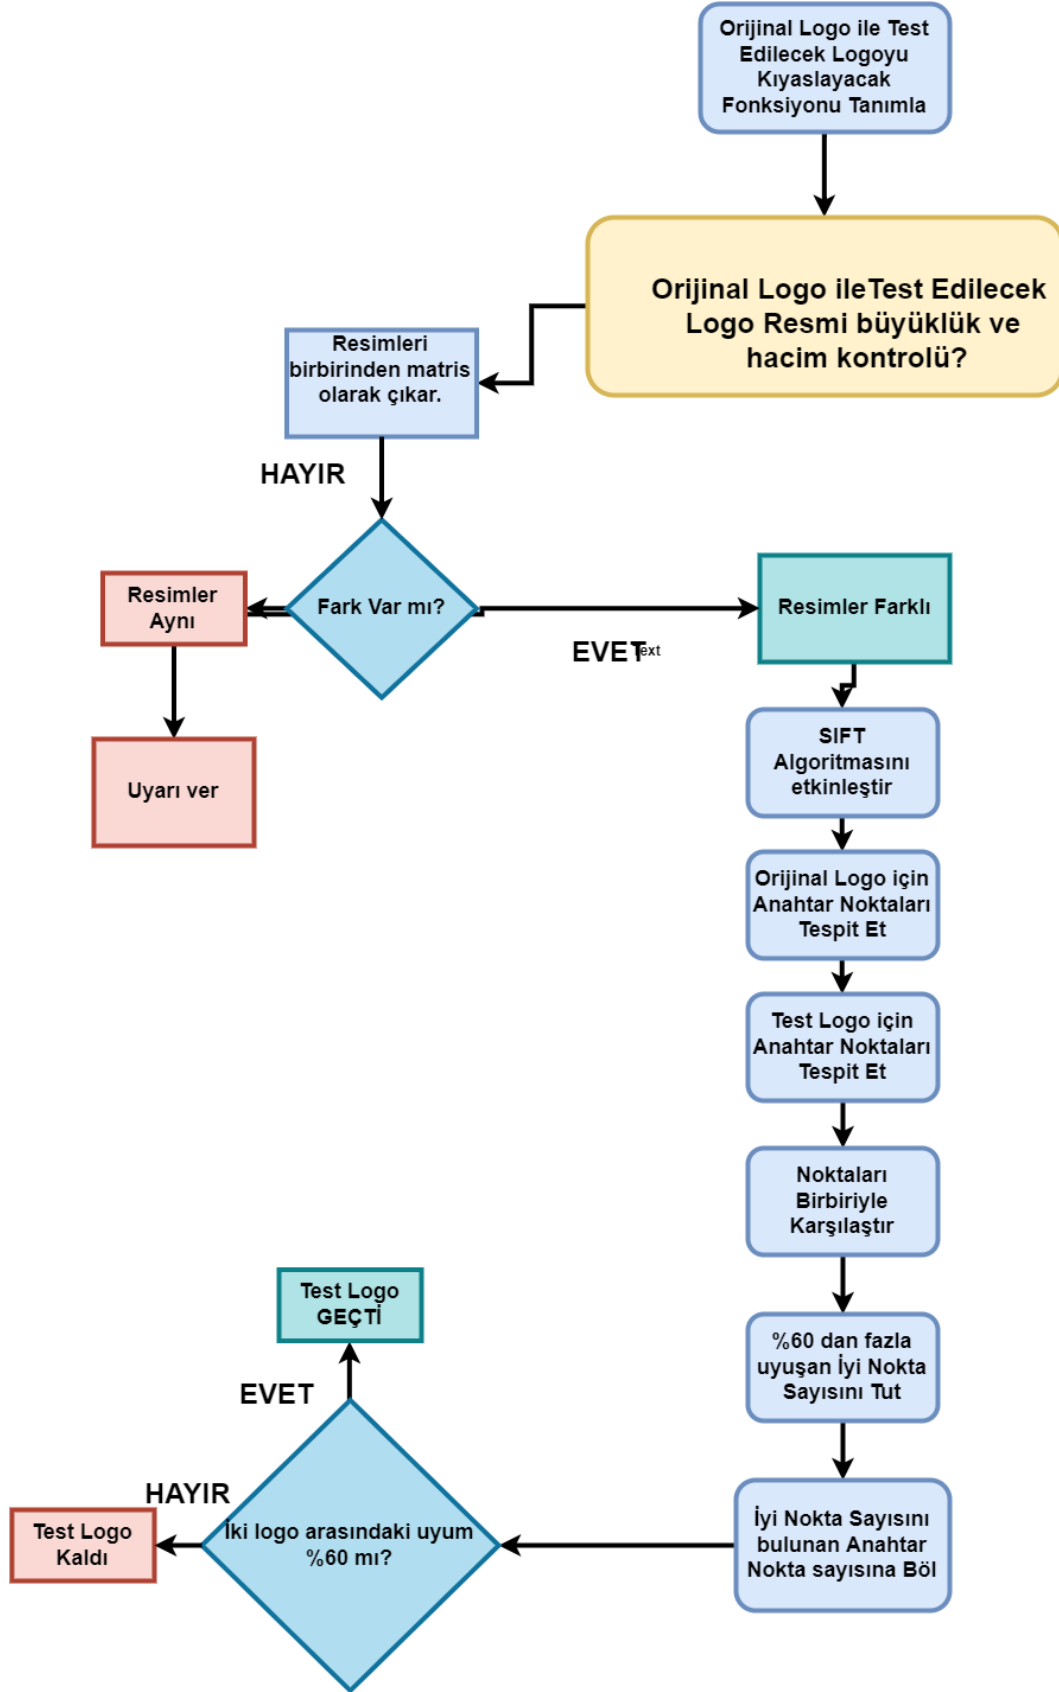 Orijinal Logo ile Test
Edilecek Logoyu
Kıyaslayacak
Fonksiyonu Tanımla
Orijinal Logo ileTest Edilecek
Logo Resmi büyüklük ve
hacim kontrolü?
Resimleri
birbirinden matris
olarak çıkar.
HAYIR
Fark Var mı?
Resimler
Aynı
Uyarı ver
EVET
Text
Resimler Farklı
SIFT
Algoritmasını
etkinleştir
Orijinal Logo için
Anahtar Noktaları
Tespit Et
Test Logo için
Anahtar Noktaları
Tespit Et
Noktaları
Birbiriyle
Karşılaştır
%60 dan fazla
uyuşan İyi Nokta
Sayısını Tut
İyi Nokta Sayısını
bulunan Anahtar
Nokta sayısına Böl
İki logo arasındaki uyum
%60 mı?
EVET
Test Logo
GEÇTİ
HAYIR
Test Logo
Kaldı